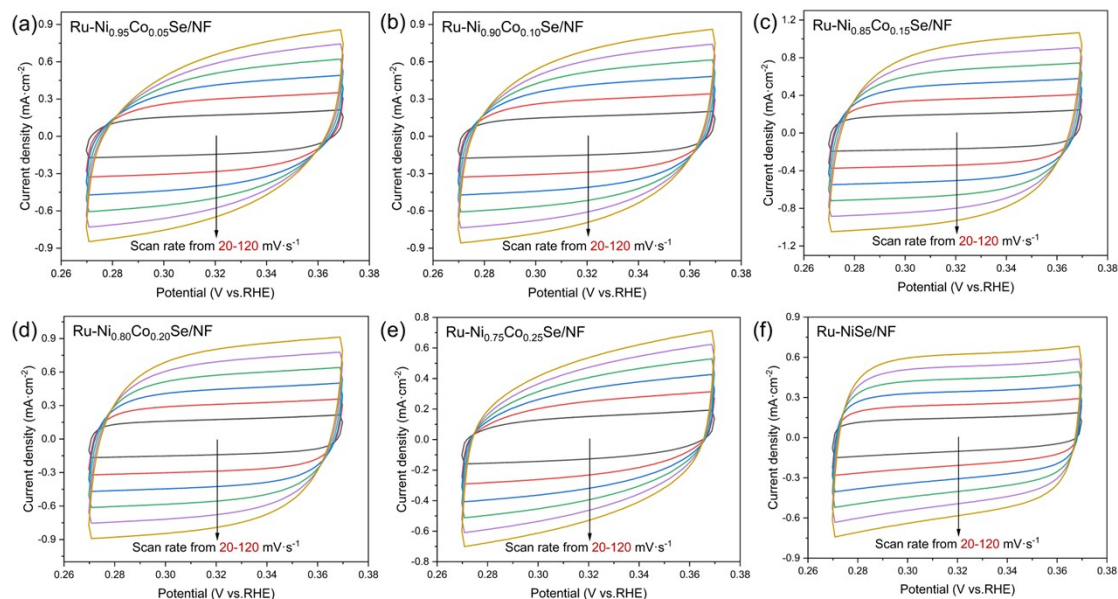 (a) Ru-Ni₀.₉₅Co₀.₀₅Se/NF
Current density (mA·cm⁻²)
0.9
0.6
0.3
0.0
-0.3
-0.6
-0.9
Scan rate from 20-120 mV·s⁻¹
0.26 0.28 0.30 0.32 0.34 0.36 0.38
Potential (V vs.RHE)
(b) Ru-Ni₀.₉₀Co₀.₁₀Se/NF
Current density (mA·cm⁻²)
0.9
0.6
0.3
0.0
-0.3
-0.6
-0.9
Scan rate from 20-120 mV·s⁻¹
0.26 0.28 0.30 0.32 0.34 0.36 0.38
Potential (V vs.RHE)
(c) Ru-Ni₀.₈₅Co₀.₁₅Se/NF
Current density (mA·cm⁻²)
1.2
0.8
0.4
0.0
-0.4
-0.8
-1.2
Scan rate from 20-120 mV·s⁻¹
0.26 0.28 0.30 0.32 0.34 0.36 0.38
Potential (V vs.RHE)
(d) Ru-Ni₀.₈₀Co₀.₂₀Se/NF
Current density (mA·cm⁻²)
0.9
0.6
0.3
0.0
-0.3
-0.6
-0.9
Scan rate from 20-120 mV·s⁻¹
0.26 0.28 0.30 0.32 0.34 0.36 0.38
Potential (V vs.RHE)
(e) Ru-Ni₀.₇₅Co₀.₂₅Se/NF
Current density (mA·cm⁻²)
0.8
0.6
0.4
0.2
0.0
-0.2
-0.4
-0.6
-0.8
Scan rate from 20-120 mV·s⁻¹
0.26 0.28 0.30 0.32 0.34 0.36 0.38
Potential (V vs.RHE)
(f) Ru-NiSe/NF
Current density (mA·cm⁻²)
0.9
0.6
0.3
0.0
-0.3
-0.6
-0.9
Scan rate from 20-120 mV·s⁻¹
0.26 0.28 0.30 0.32 0.34 0.36 0.38
Potential (V vs.RHE)